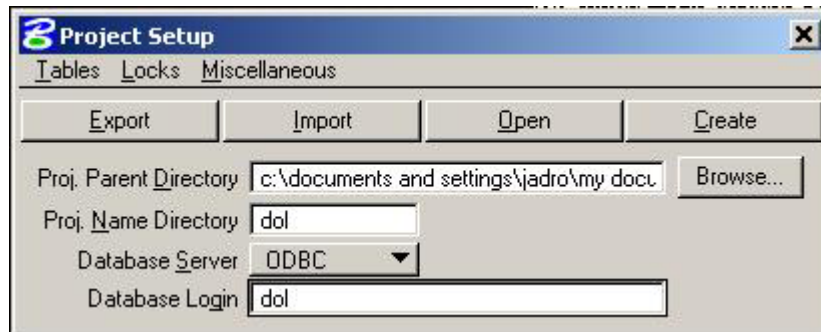 Project Setup
Tables Locks Miscellaneous
Export Import Open Create
Proj. Parent Directory c:\documents and settings\jadro\my docu Browse...
Proj. Name Directory dol
Database Server ODBC
Database Login dol